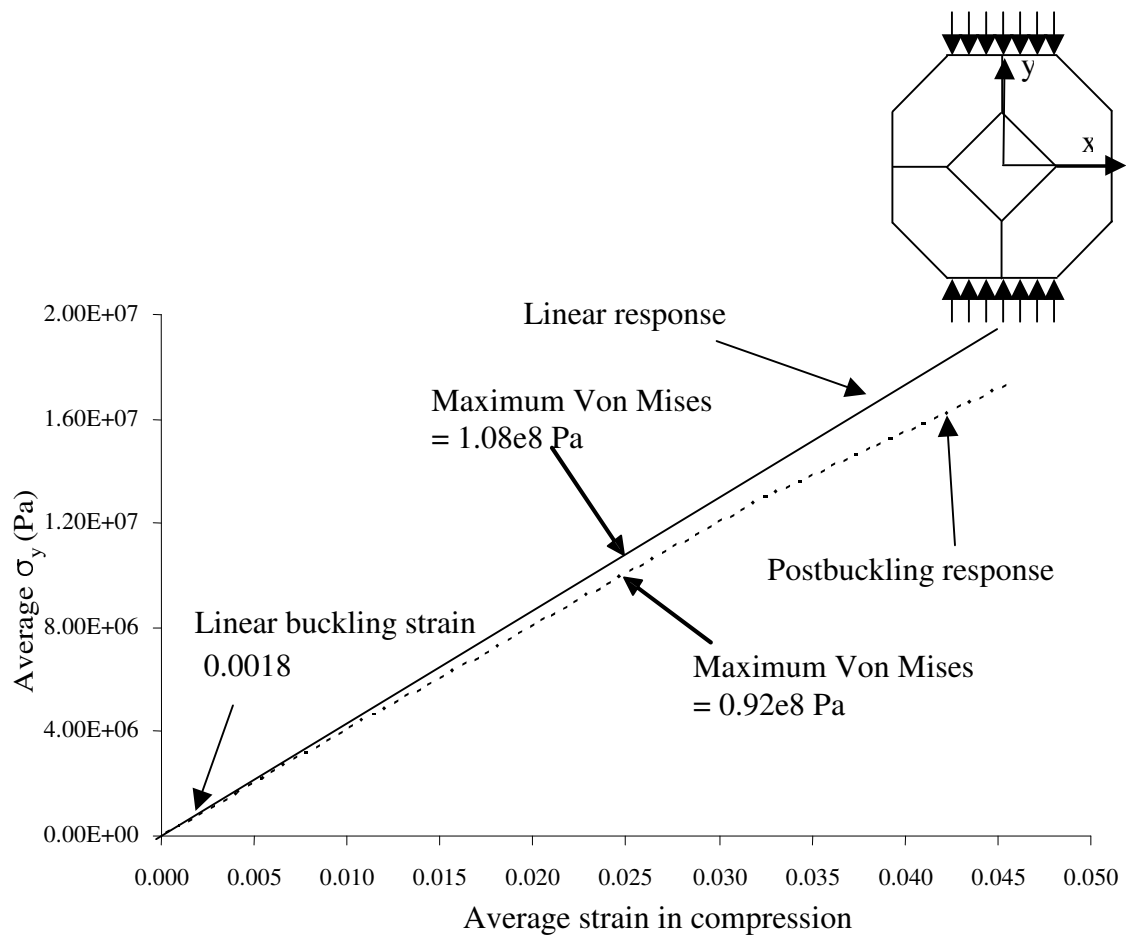 y
x
2.00E+07
1.60E+07
1.20E+07
8.00E+06
4.00E+06
0.00E+00
Average σy (Pa)
Linear response
Maximum Von Mises
= 1.08e8 Pa
Postbuckling response
Linear buckling strain
0.0018
Maximum Von Mises
= 0.92e8 Pa
0.000 0.005 0.010 0.015 0.020 0.025 0.030 0.035 0.040 0.045 0.050
Average strain in compression